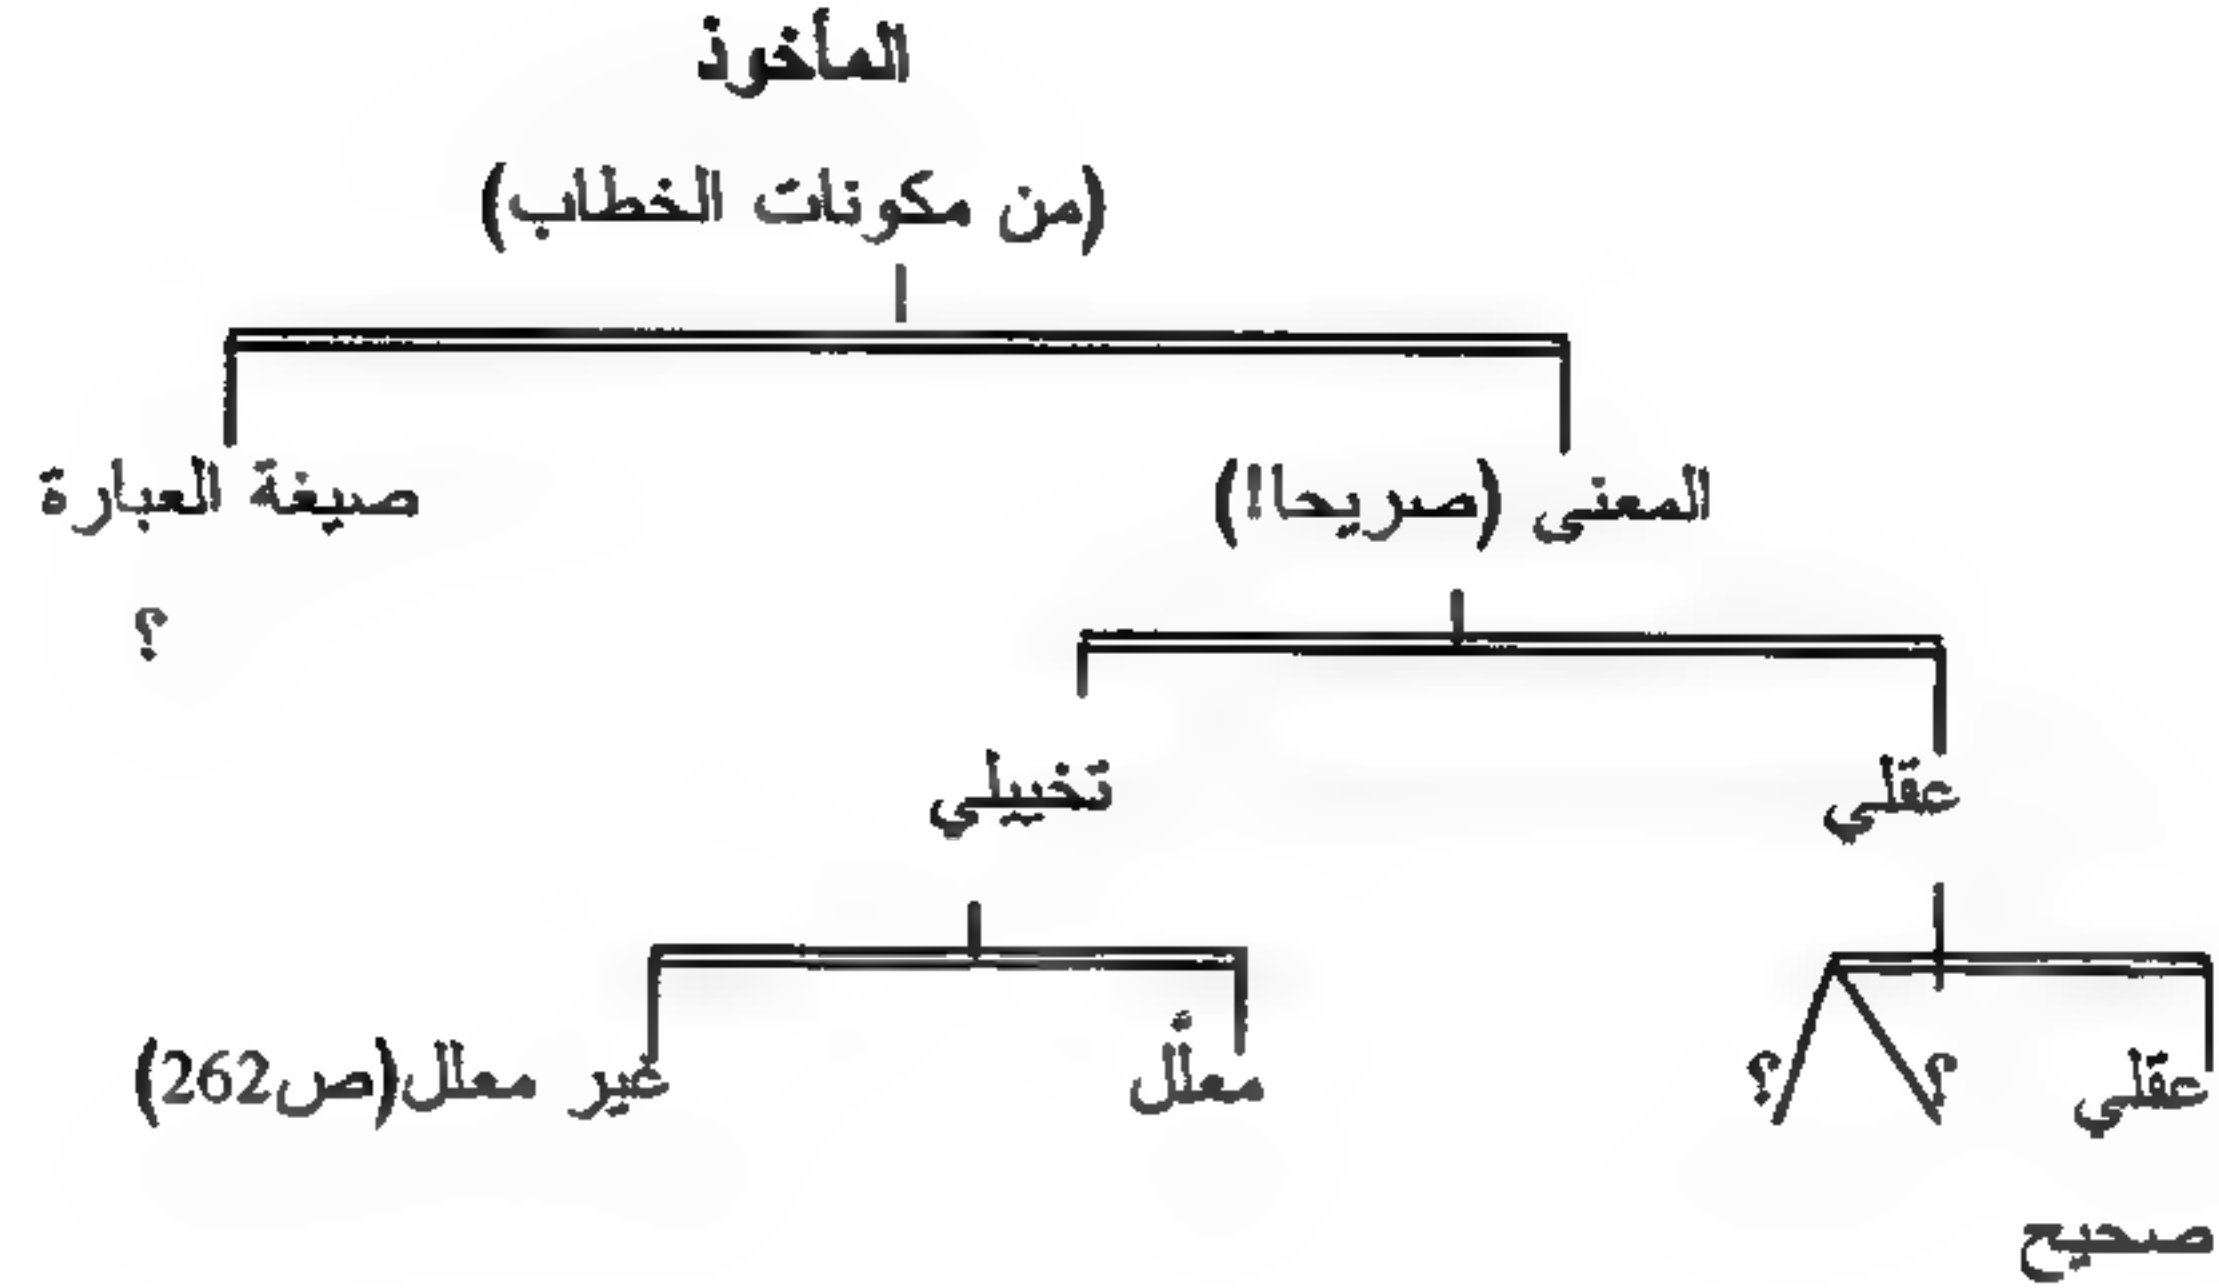 المأخوذ
(من مكونات الخطاب)
المعنى (صريحا!) صيغة العبارة
؟
عقلي تخييلي
عقلي ؟ ؟ معلَّل غير معلل(ص262)
صحيح